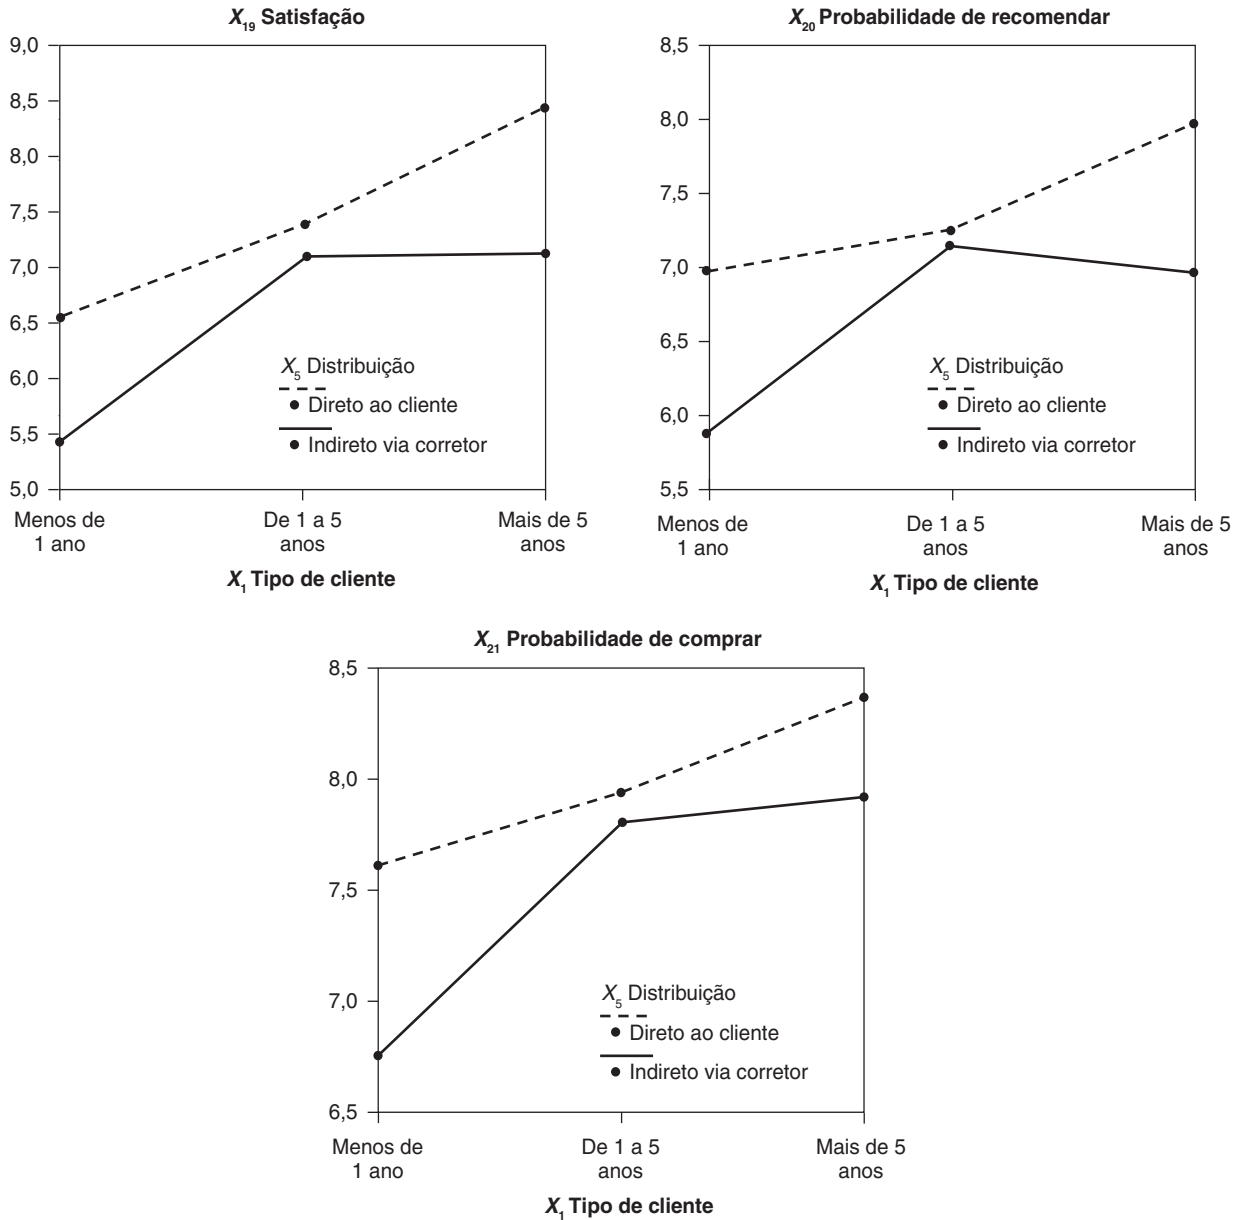 X19 Satisfação
9,0
8,5
8,0
7,5
7,0
6,5
6,0
5,5
5,0
X5 Distribuição
Direto ao cliente
Indireto via corretor
Menos de
1 ano
De 1 a 5
anos
Mais de 5
anos
X1 Tipo de cliente
X20 Probabilidade de recomendar
8,5
8,0
7,5
7,0
6,5
6,0
5,5
X5 Distribuição
Direto ao cliente
Indireto via corretor
Menos de
1 ano
De 1 a 5
anos
Mais de 5
anos
X1 Tipo de cliente
X21 Probabilidade de comprar
8,5
8,0
7,5
7,0
6,5
X5 Distribuição
Direto ao cliente
Indireto via corretor
Menos de
1 ano
De 1 a 5
anos
Mais de 5
anos
X1 Tipo de cliente